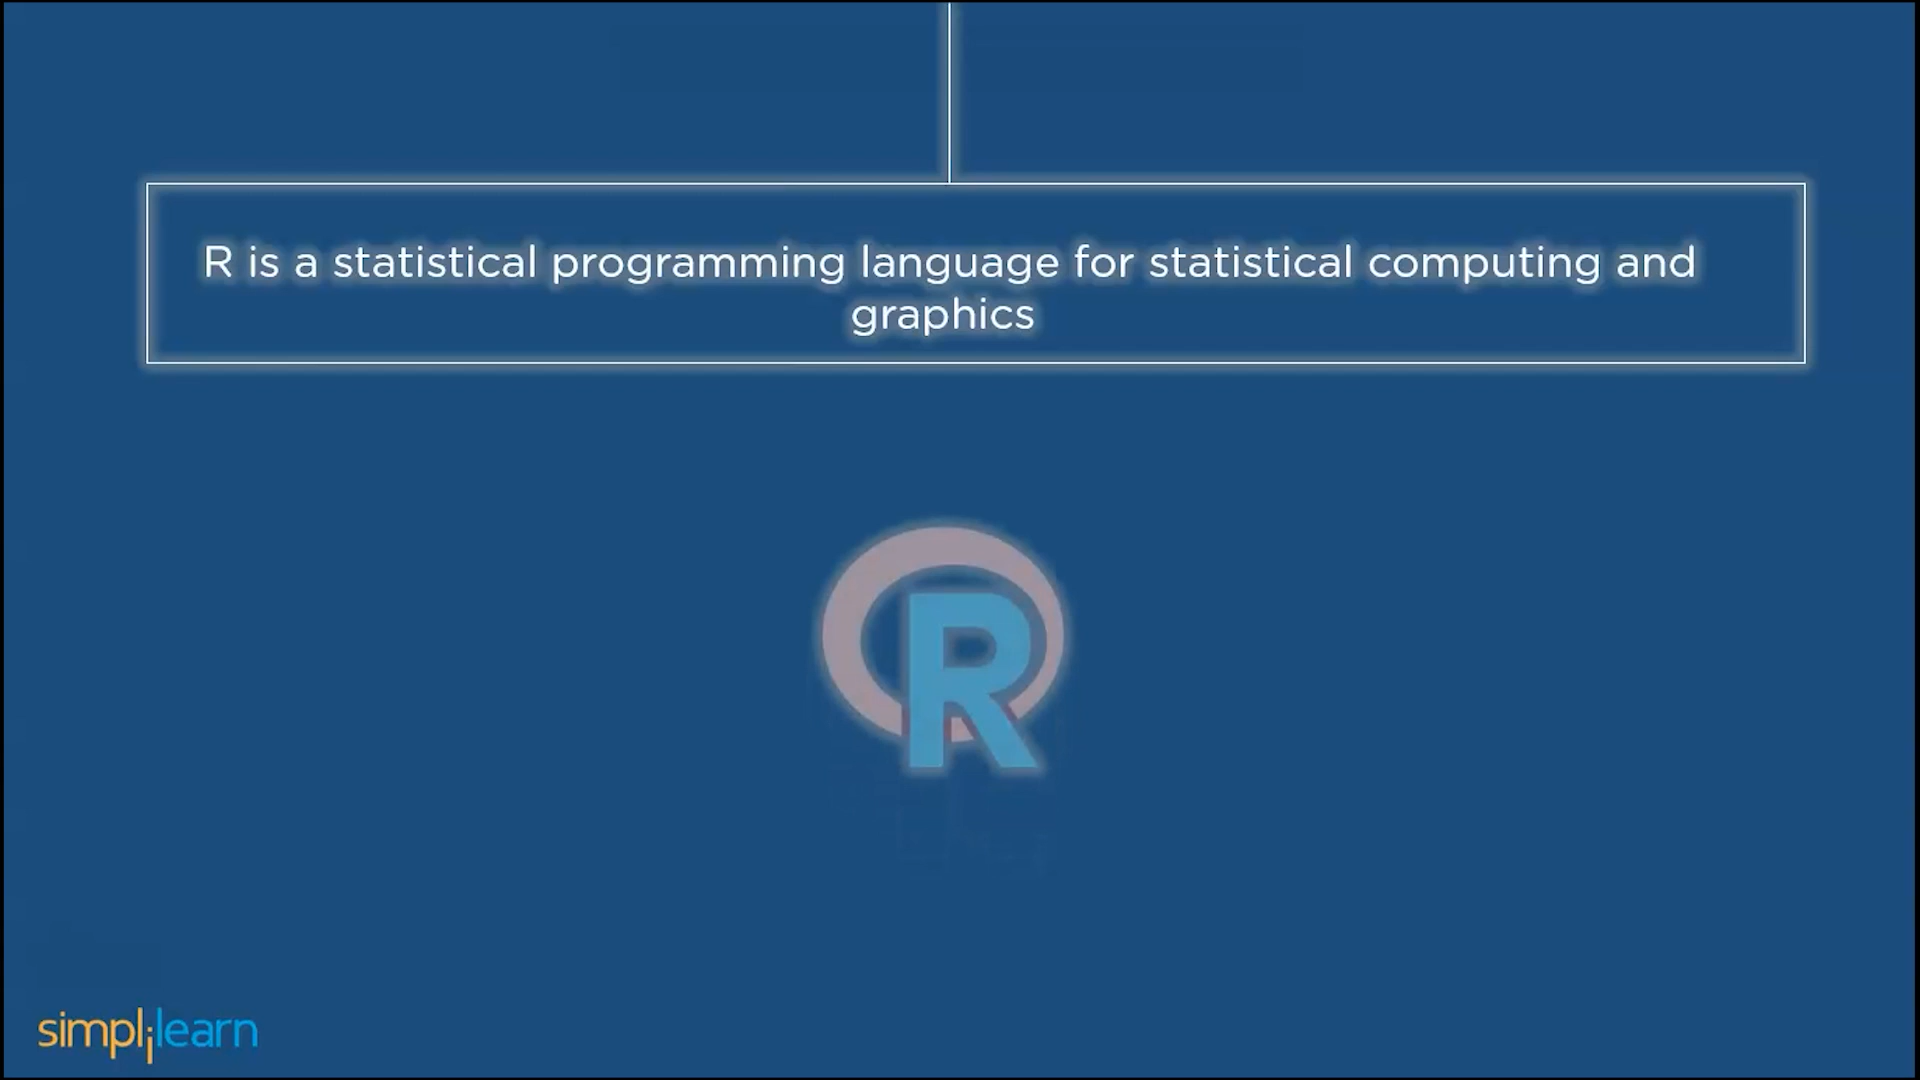 R is a statistical programming language for statistical computing and
graphics
R
simplilearn